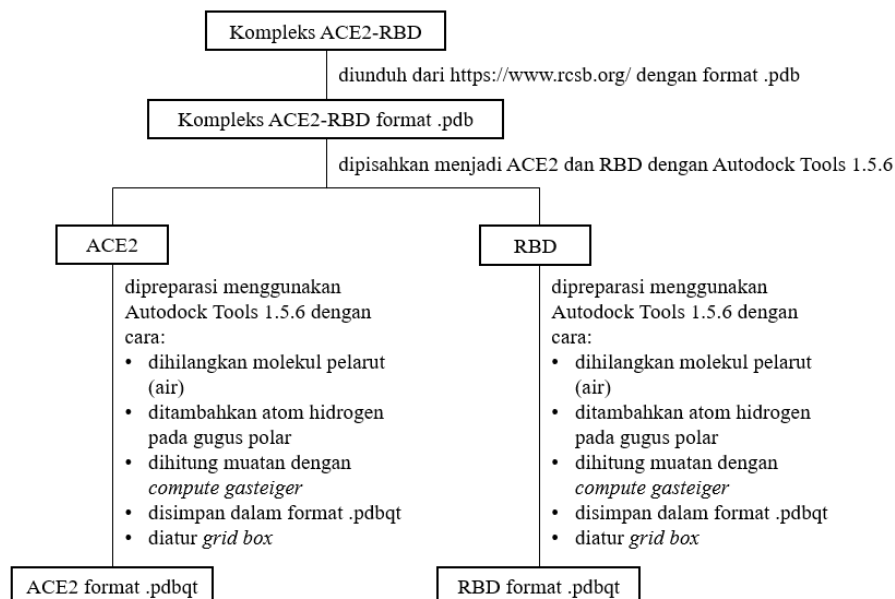 Kompleks ACE2-RBD
diunduh dari https://www.rcsb.org/ dengan format .pdb
Kompleks ACE2-RBD format .pdb
dipisahkan menjadi ACE2 dan RBD dengan Autodock Tools 1.5.6
ACE2
dipreparasi menggunakan
Autodock Tools 1.5.6 dengan
cara:
• dihilangkan molekul pelarut
(air)
• ditambahkan atom hidrogen
pada gugus polar
• dihitung muatan dengan
compute gasteiger
• disimpan dalam format .pdbqt
• diatur grid box
ACE2 format .pdbqt
RBD
dipreparasi menggunakan
Autodock Tools 1.5.6 dengan
cara:
• dihilangkan molekul pelarut
(air)
• ditambahkan atom hidrogen
pada gugus polar
• dihitung muatan dengan
compute gasteiger
• disimpan dalam format .pdbqt
• diatur grid box
RBD format .pdbqt